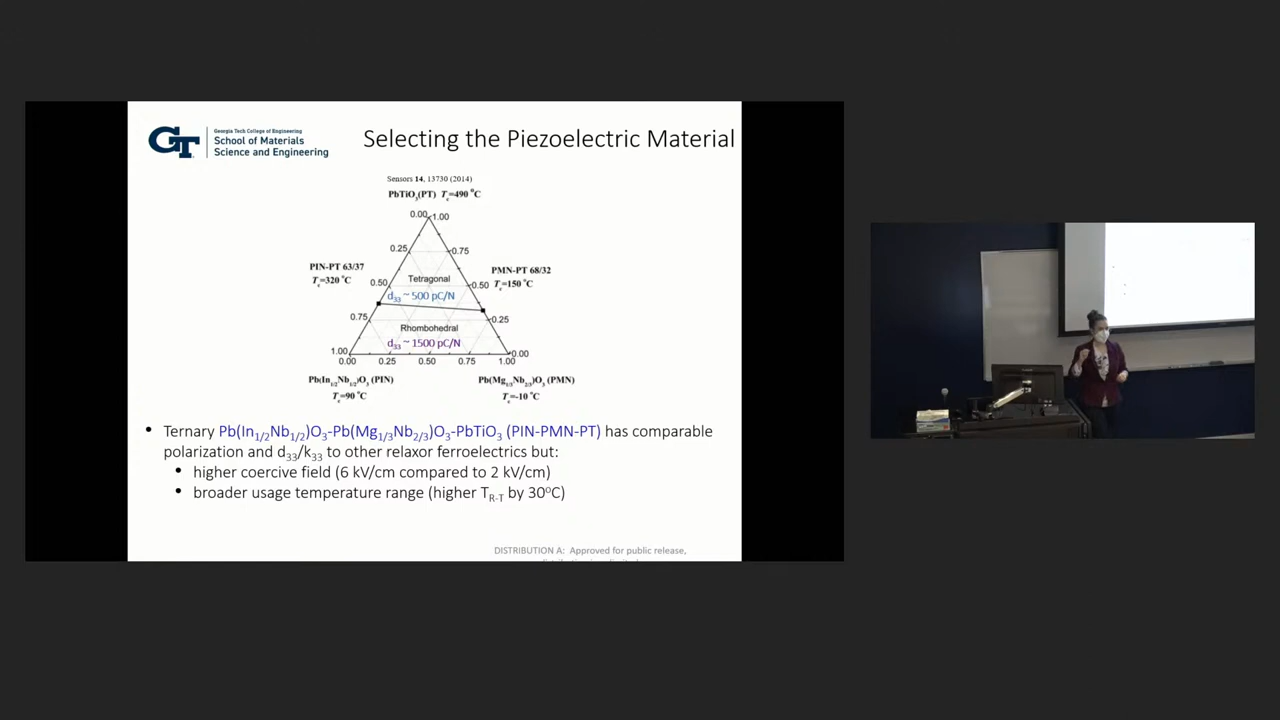 GT
Georgia Tech College of Engineering
School of Materials
Science and Engineering
Selecting the Piezoelectric Material
Sensors 14, 13730 (2014)
PbTiO3(PT) Tc=490 °C
0.00 1.00
0.25 0.75
PIN-PT 63/37
Tc=320 °C
PMN-PT 68/32
Tc=150 °C
Tetragonal
0.50 0.50
d33 ~ 500 pC/N
0.75 0.25
Rhombohedral
d33 ~ 1500 pC/N
1.00 0.00
0.00 0.25 0.50 0.75 1.00
Pb(In1/2Nb1/2)O3 (PIN)
Tc=90 °C
Pb(Mg1/3Nb2/3)O3 (PMN)
Tc=-10 °C
• Ternary Pb(In1/2Nb1/2)O3-Pb(Mg1/3Nb2/3)O3-PbTiO3 (PIN-PMN-PT) has comparable
polarization and d33/k33 to other relaxor ferroelectrics but:
• higher coercive field (6 kV/cm compared to 2 kV/cm)
• broader usage temperature range (higher TR-T by 30°C)
DISTRIBUTION A: Approved for public release,